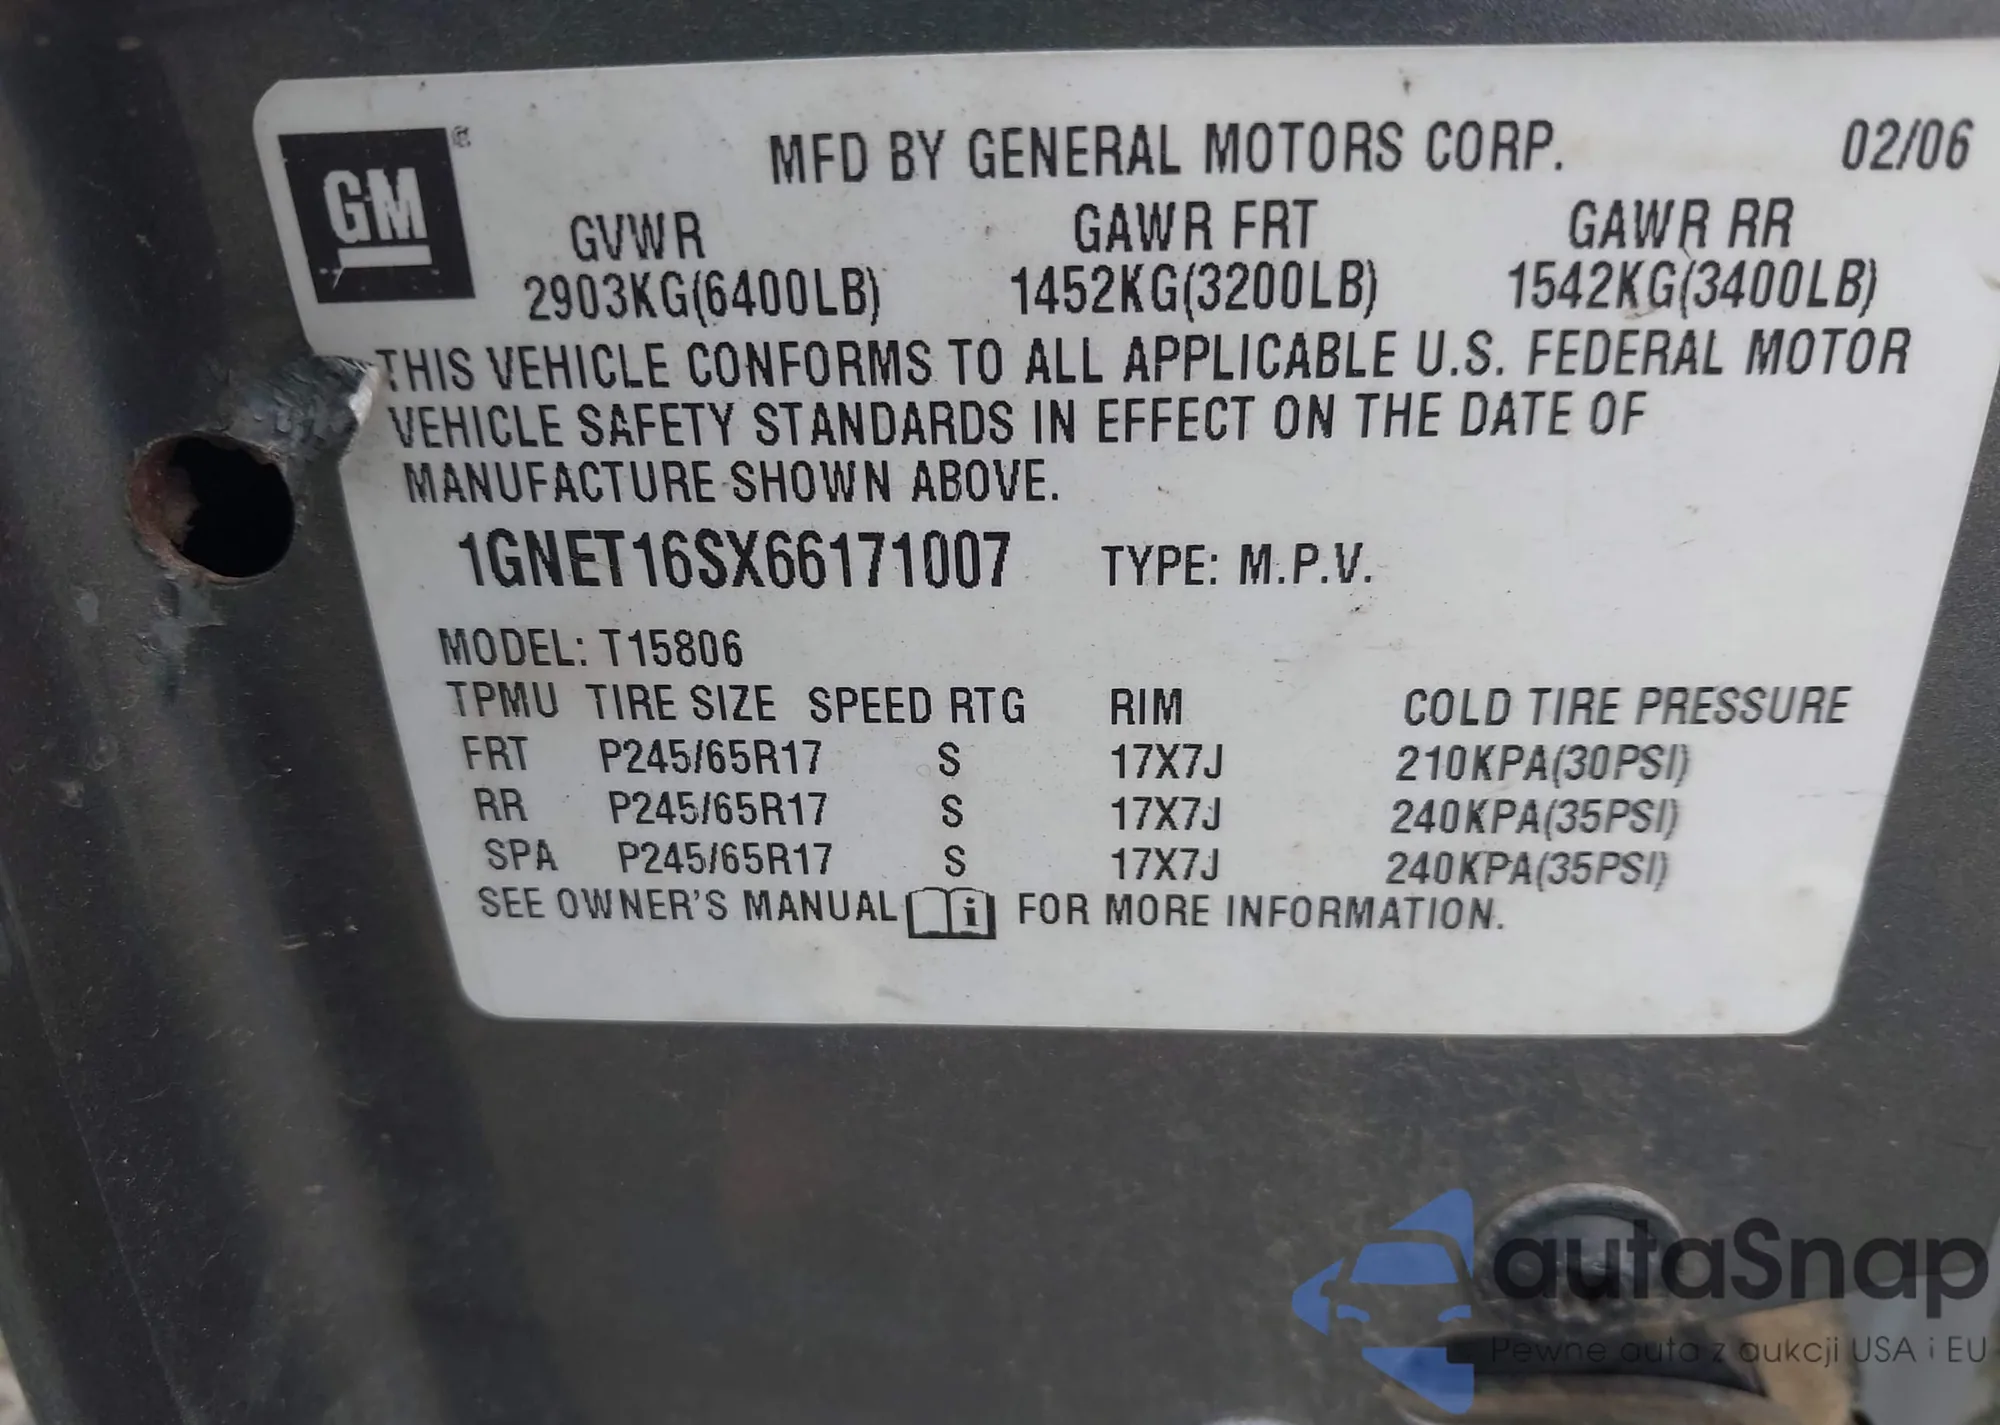 GM ®
MFD BY GENERAL MOTORS CORP. 02/06
GVWR GAWR FRT GAWR RR
2903KG(6400LB) 1452KG(3200LB) 1542KG(3400LB)
THIS VEHICLE CONFORMS TO ALL APPLICABLE U.S. FEDERAL MOTOR
VEHICLE SAFETY STANDARDS IN EFFECT ON THE DATE OF
MANUFACTURE SHOWN ABOVE.
1GNET16SX66171007 TYPE: M.P.V.
MODEL: T15806
TPMU TIRE SIZE SPEED RTG RIM COLD TIRE PRESSURE
FRT P245/65R17 S 17X7J 210KPA(30PSI)
RR P245/65R17 S 17X7J 240KPA(35PSI)
SPA P245/65R17 S 17X7J 240KPA(35PSI)
SEE OWNER'S MANUAL i FOR MORE INFORMATION.
autaSnap
Pewne auta z aukcji USA i EU